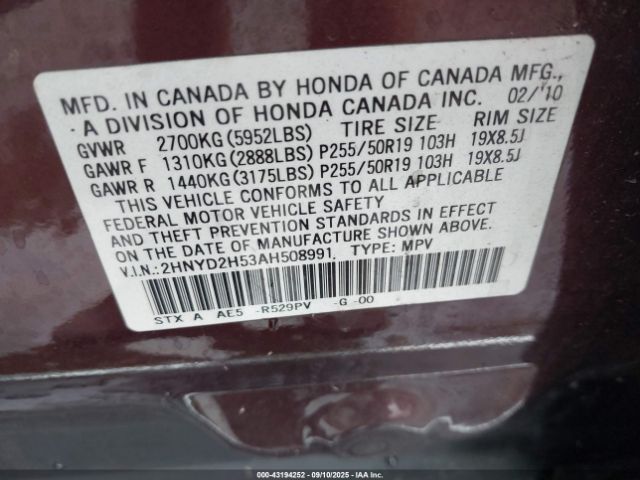 MFD. IN CANADA BY HONDA OF CANADA MFG.,
A DIVISION OF HONDA CANADA INC. 02/'10
GVWR 2700KG(5952LBS) TIRE SIZE RIM SIZE
GAWR F 1310KG(2888LBS) P255/50R19 103H 19X8.5J
GAWR R 1440KG(3175LBS) P255/50R19 103H 19X8.5J
THIS VEHICLE CONFORMS TO ALL APPLICABLE
FEDERAL MOTOR VEHICLE SAFETY
AND THEFT PREVENTION STANDARDS IN EFFECT
ON THE DATE OF MANUFACTURE SHOWN ABOVE.
V.I.N.: 2HNYD2H53AH508991 TYPE: MPV
STX A AE5 -R529PV -G -00
000-43194252 - 09/10/2025 - Copyright IAAI